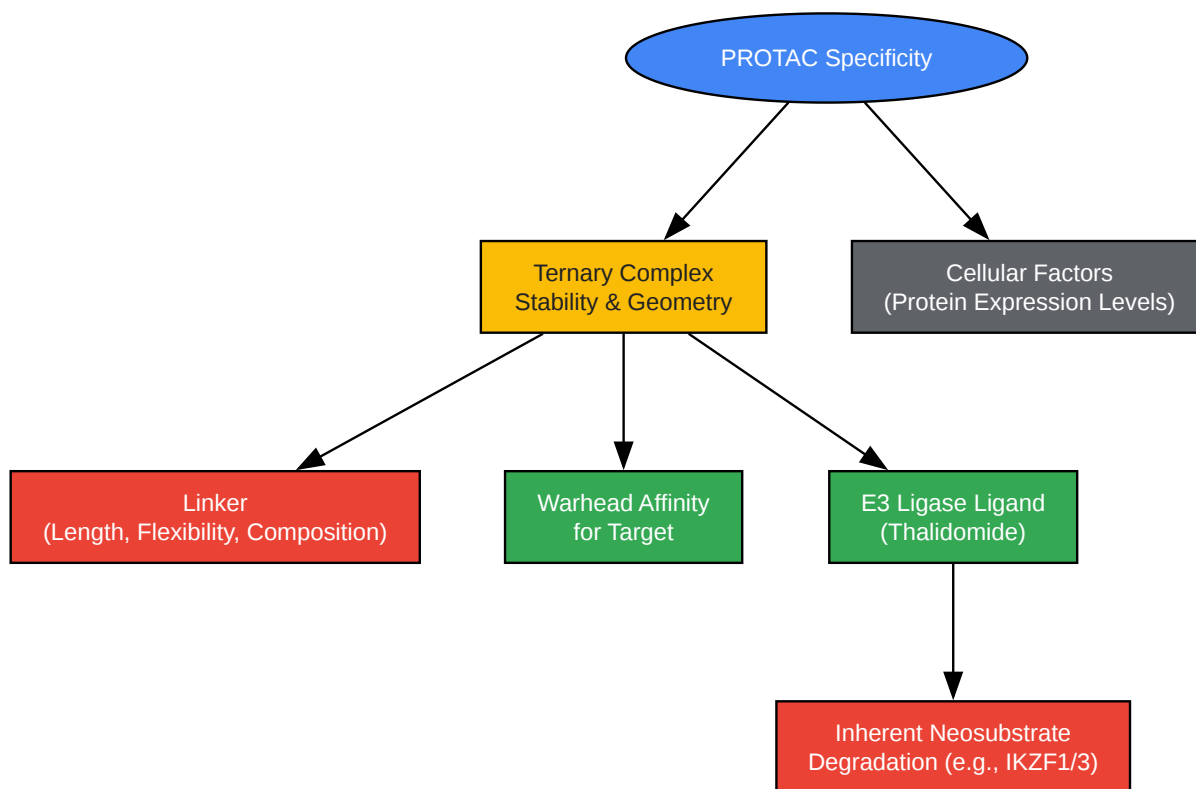 PROTAC Specificity
Ternary Complex
Stability & Geometry
Cellular Factors
(Protein Expression Levels)
Linker
(Length, Flexibility, Composition)
Warhead Affinity
for Target
E3 Ligase Ligand
(Thalidomide)
Inherent Neosubstrate
Degradation (e.g., IKZF1/3)